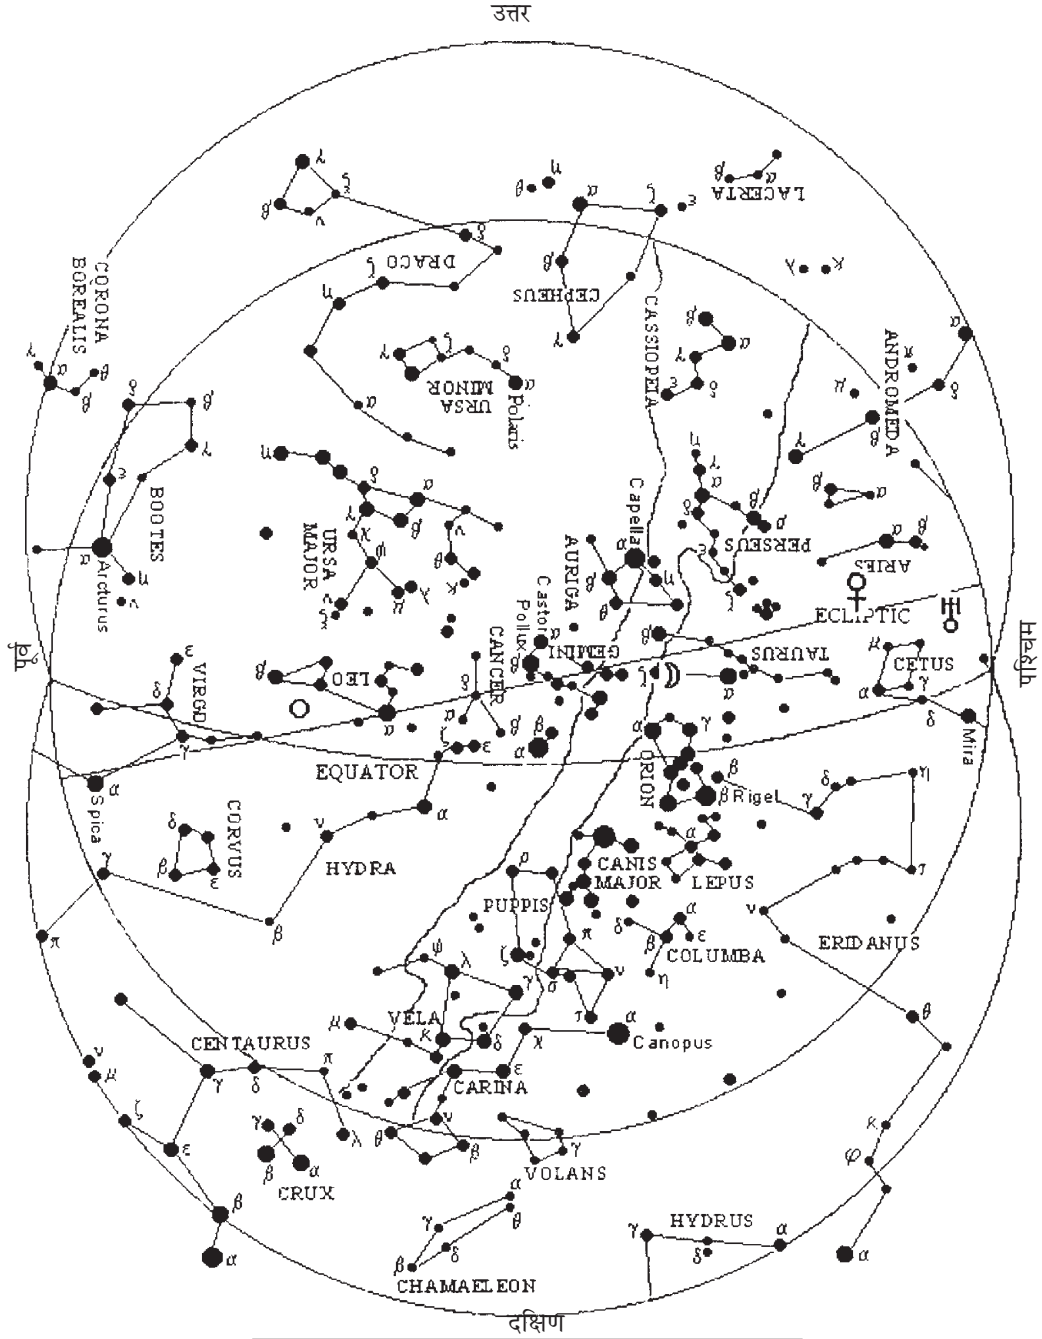 उत्तर
LACERTA
DRACO
CEPHEUS
CORONA
BOREALIS
CASSIOPEIA
ANDROMEDA
URSA
MINOR
Polaris
BOOTES
Arcturus
URSA
MAJOR
Capella
AURIGA
PERSEUS
ARIES
Castor
Pollux
ECLIPTIC
पूर्व
पश्चिम
VIRGO
LEO
CANCER
GEMINI
TAURUS
CETUS
Mira
EQUATOR
ORION
β Rigel
Spica
CORVUS
HYDRA
CANIS
MAJOR
LEPUS
PUPPIS
COLUMBA
ERIDANUS
VELA
Canopus
CENTAURUS
CARINA
VOLANS
CRUX
HYDRUS
CHAMAELEON
दक्षिण